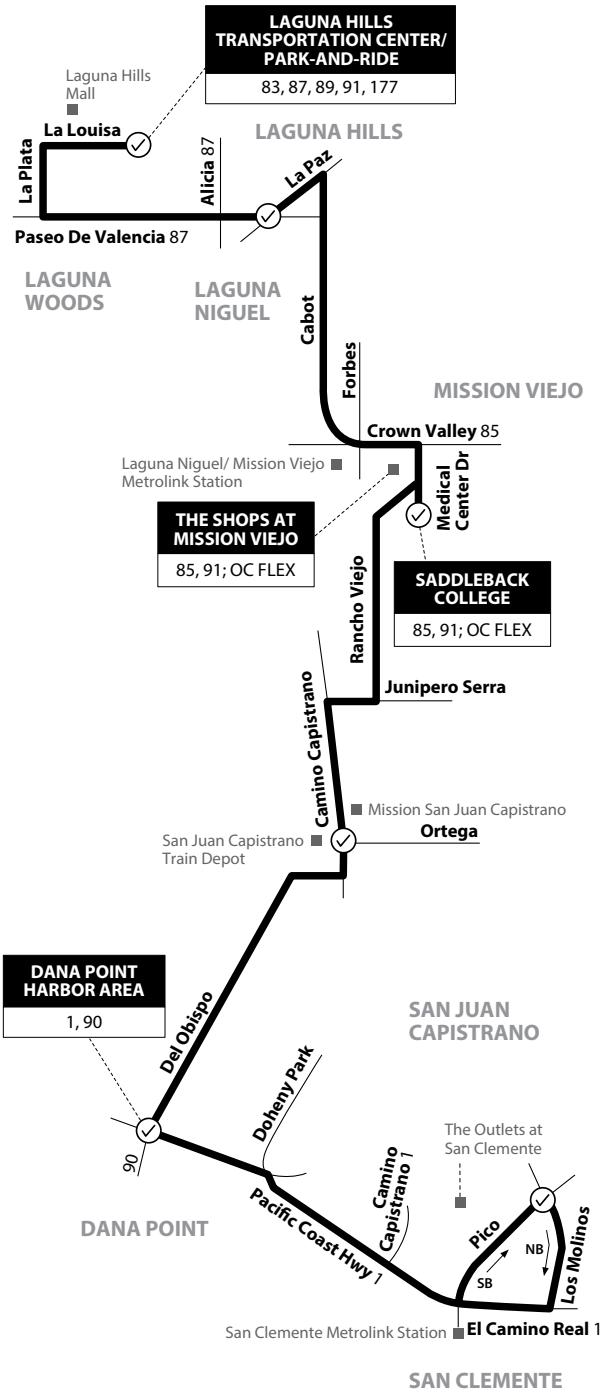 LAGUNA HILLS
TRANSPORTATION CENTER/
PARK-AND-RIDE
83, 87, 89, 91, 177
Laguna Hills
Mall
La Louisa
LAGUNA HILLS
La Plata
Alicia 87
La Paz
Paseo De Valencia 87
LAGUNA
WOODS
LAGUNA
NIGUEL
Cabot
Forbes
MISSION VIEJO
Crown Valley 85
Laguna Niguel/ Mission Viejo
Metrolink Station
Medical
Center Dr
THE SHOPS AT
MISSION VIEJO
85, 91; OC FLEX
SADDLEBACK
COLLEGE
85, 91; OC FLEX
Rancho Viejo
Junipero Serra
Camino Capistrano
Mission San Juan Capistrano
Ortega
San Juan Capistrano
Train Depot
DANA POINT
HARBOR AREA
1, 90
Del Obispo
SAN JUAN
CAPISTRANO
Doheny Park
The Outlets at
San Clemente
90
Camino
Capistrano 1
Pacific Coast Hwy 1
DANA POINT
Pico
NB
SB
Los Molinos
San Clemente Metrolink Station
El Camino Real 1
SAN CLEMENTE